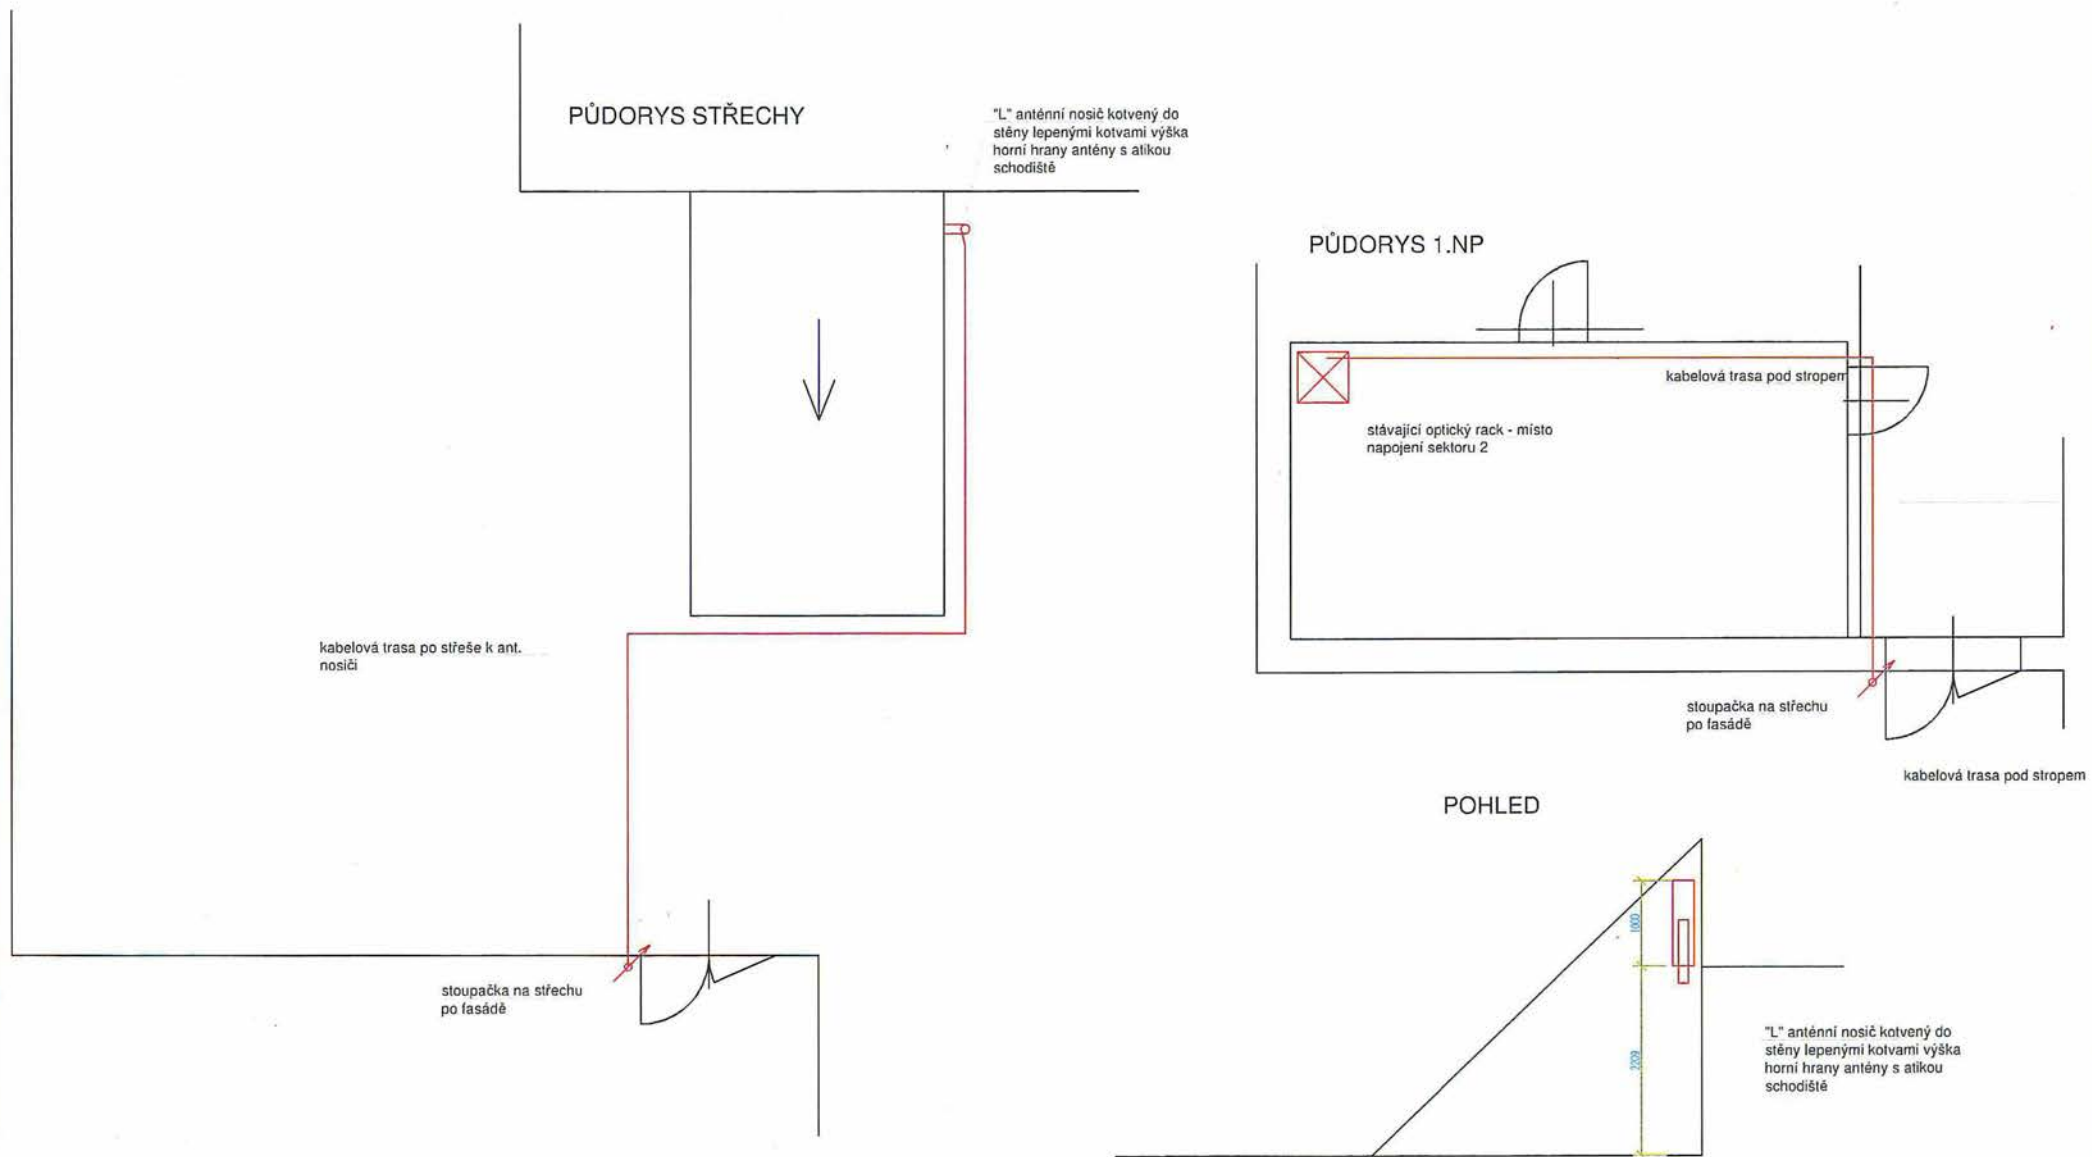 PŮDORYS STŘECHY
"L" anténní nosič kotvený do
stěny lepenými kotvami výška
horní hrany antény s atikou
schodiště
kabelová trasa po střeše k ant.
nosiči
stoupačka na střechu
po fasádě
PŮDORYS 1.NP
kabelová trasa pod stropem
stávající optický rack - místo
napojení sektoru 2
stoupačka na střechu
po fasádě
kabelová trasa pod stropem
POHLED
1000
2209
"L" anténní nosič kotvený do
stěny lepenými kotvami výška
horní hrany antény s atikou
schodiště